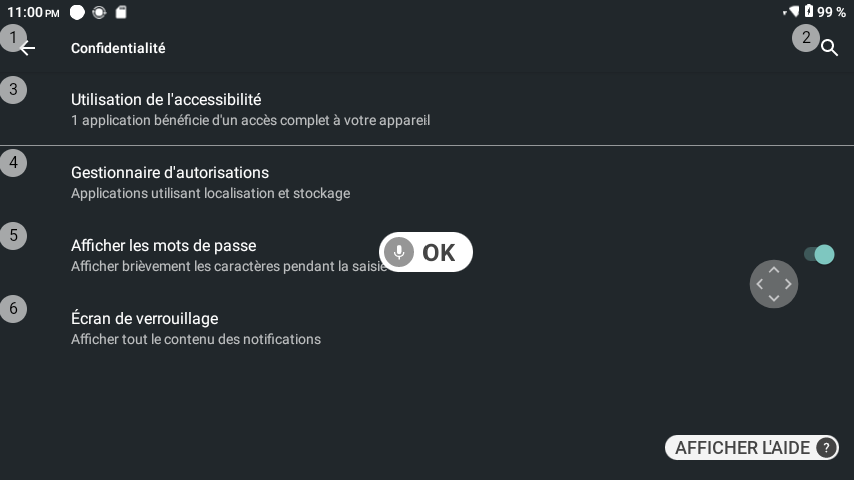 11:00 PM 99 %
1 Confidentialité 2
3 Utilisation de l'accessibilité
1 application bénéficie d'un accès complet à votre appareil
4 Gestionnaire d'autorisations
Applications utilisant localisation et stockage
5 Afficher les mots de passe
Afficher brièvement les caractères pendant la saisie
OK
6 Écran de verrouillage
Afficher tout le contenu des notifications
AFFICHER L'AIDE ?